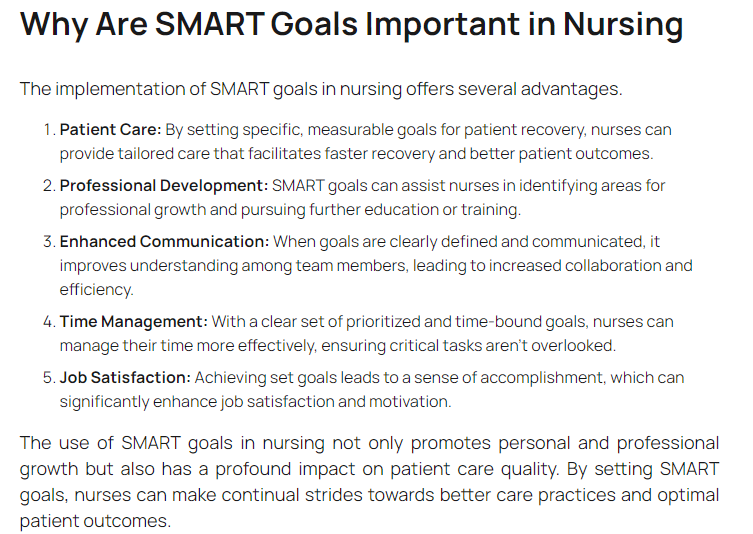 Why Are SMART Goals Important in Nursing
The implementation of SMART goals in nursing offers several advantages.
1. Patient Care: By setting specific, measurable goals for patient recovery, nurses can
provide tailored care that facilitates faster recovery and better patient outcomes.
2. Professional Development: SMART goals can assist nurses in identifying areas for
professional growth and pursuing further education or training.
3. Enhanced Communication: When goals are clearly defined and communicated, it
improves understanding among team members, leading to increased collaboration and
efficiency.
4. Time Management: With a clear set of prioritized and time-bound goals, nurses can
manage their time more effectively, ensuring critical tasks aren't overlooked.
5. Job Satisfaction: Achieving set goals leads to a sense of accomplishment, which can
significantly enhance job satisfaction and motivation.
The use of SMART goals in nursing not only promotes personal and professional
growth but also has a profound impact on patient care quality. By setting SMART
goals, nurses can make continual strides towards better care practices and optimal
patient outcomes.